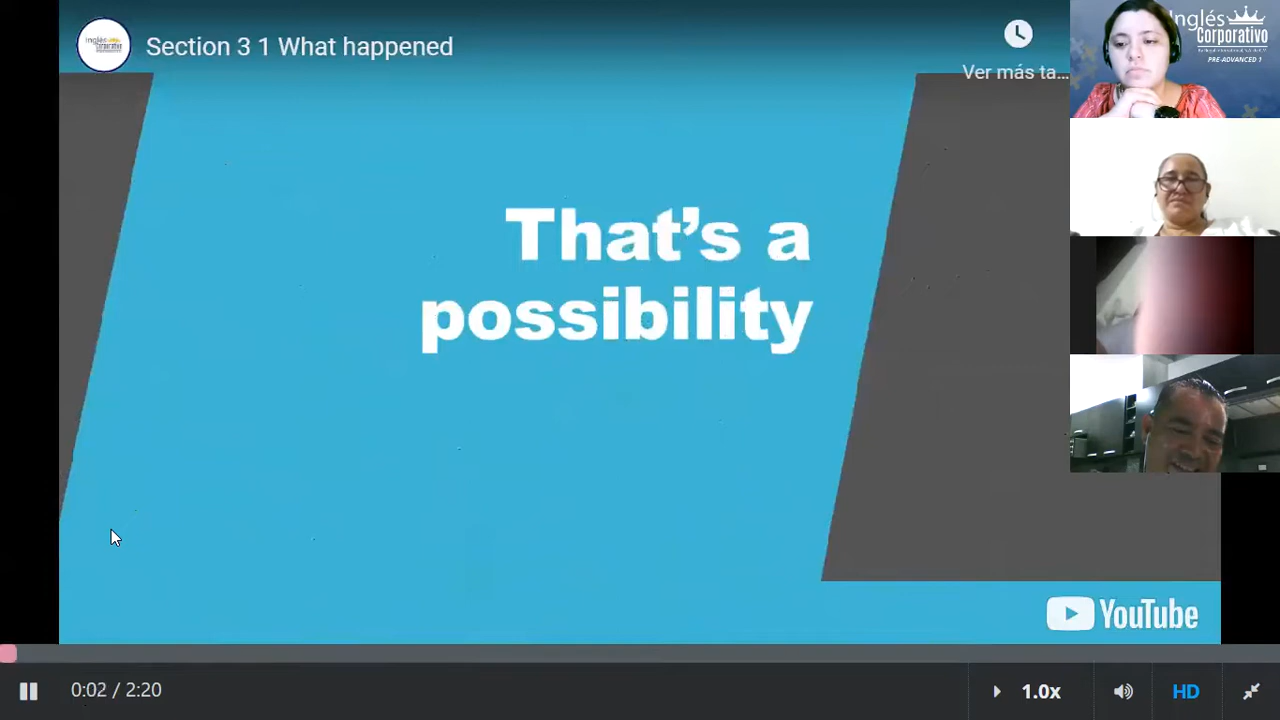 Section 3 1 What happened
Ver más ta...
Inglés
Corporativo
PRE-ADVANCED 1
That's a
possibility
YouTube
0:02 / 2:20
1.0x
HD